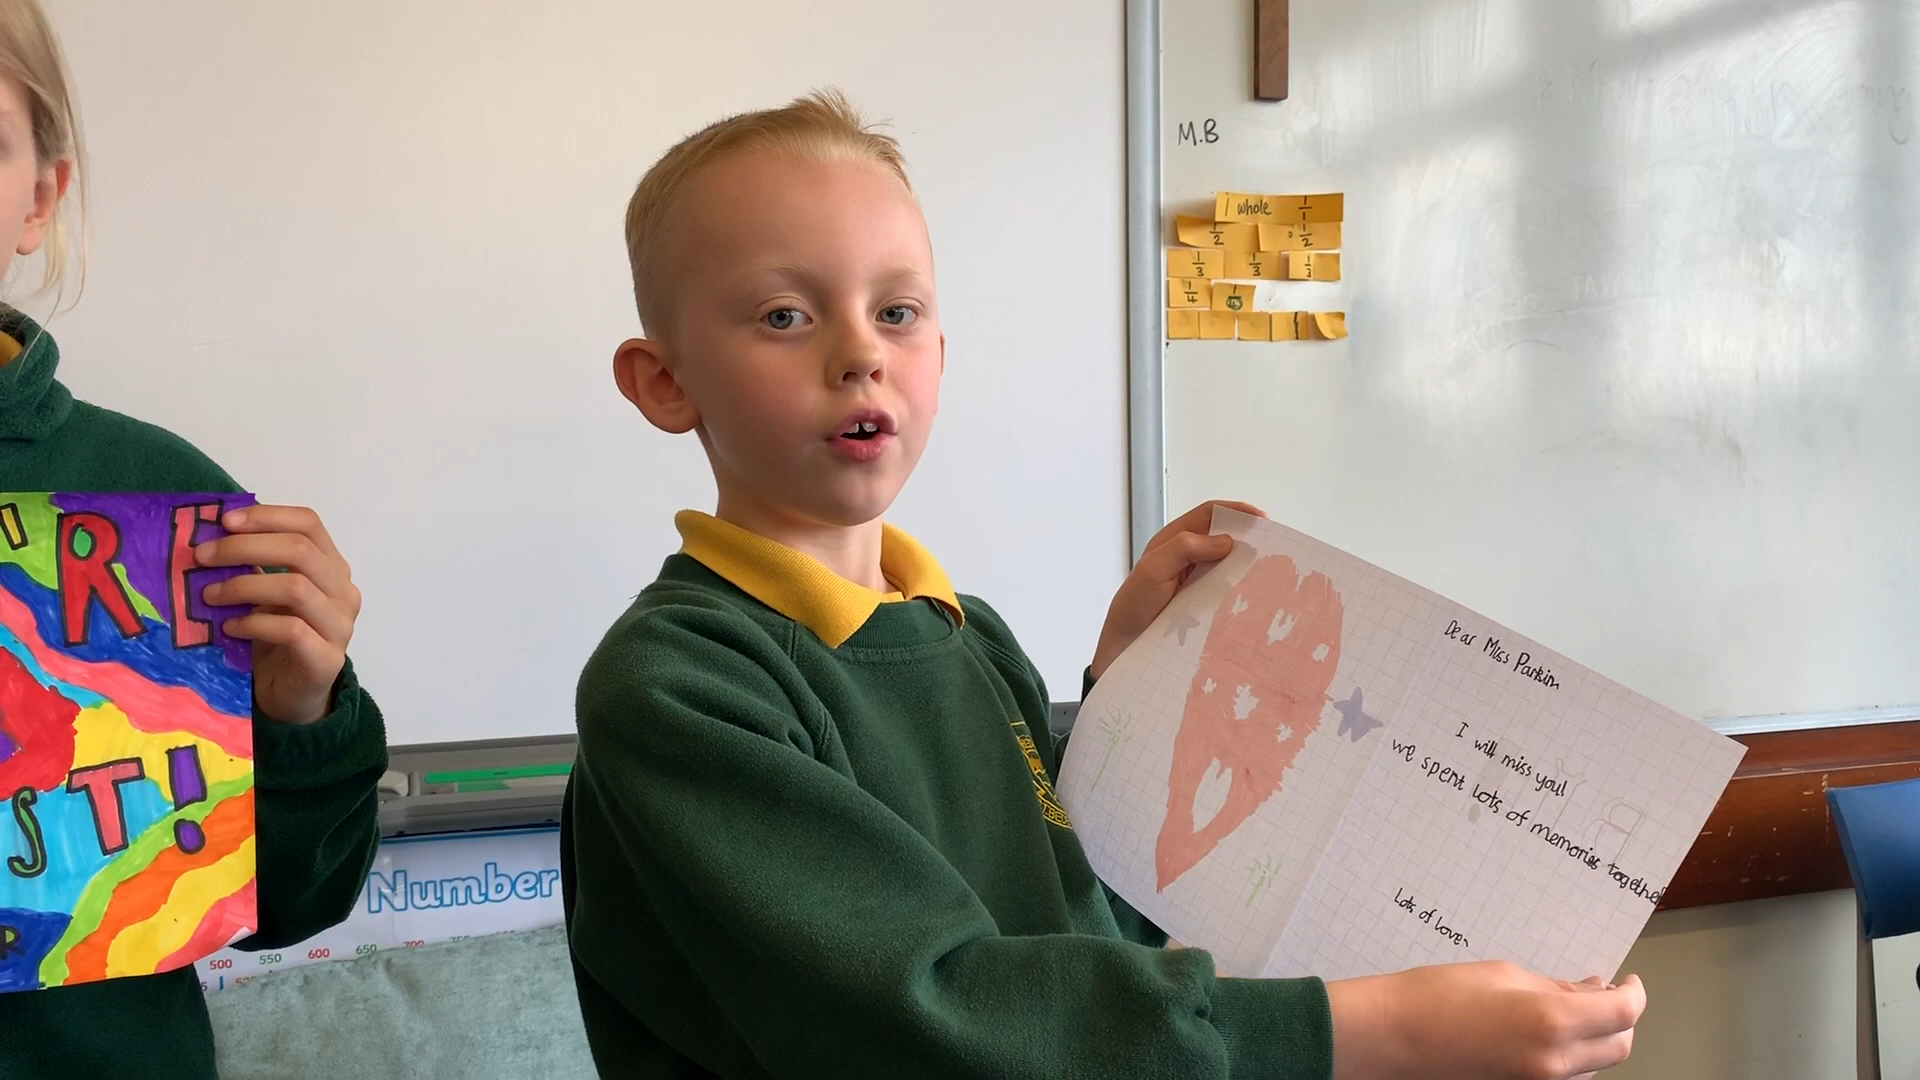 M.B
1 whole 1/1
1/2 1/2
1/3 1/3 1/3
1/4
'RE
ST!
R
Number
500 550 600 650 700 750
Dear Miss Parkin
I will miss you!
we spent lots of memories together
Lots of love,